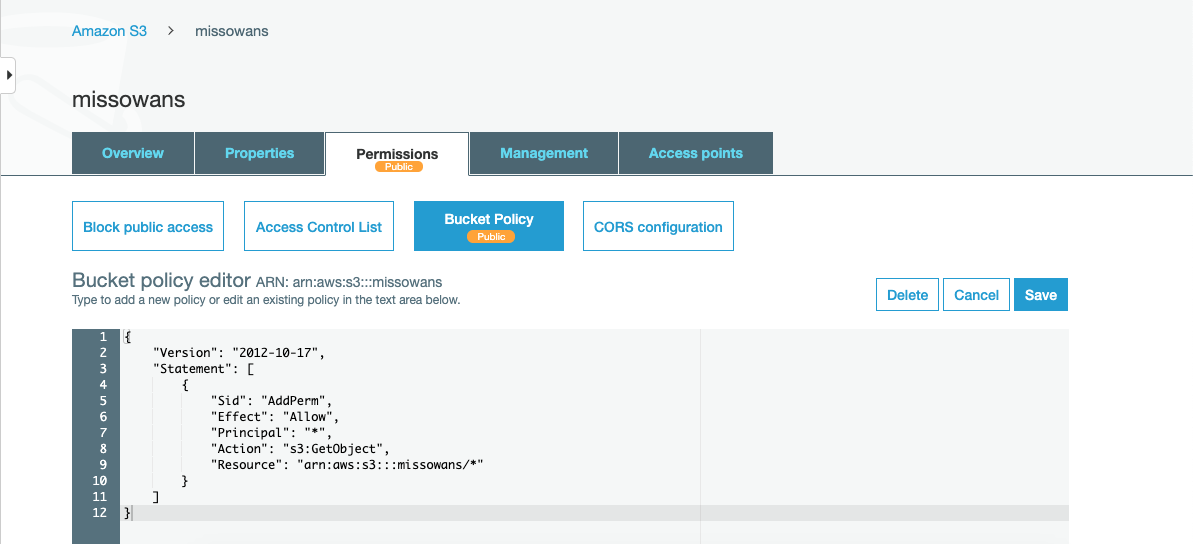 Amazon S3 > missowans
missowans
Overview Properties Permissions Management Access points
Public
Block public access Access Control List Bucket Policy CORS configuration
Public
Bucket policy editor ARN: arn:aws:s3:::missowans
Type to add a new policy or edit an existing policy in the text area below.
Delete Cancel Save
1 {
2 "Version": "2012-10-17",
3 "Statement": [
4 {
5 "Sid": "AddPerm",
6 "Effect": "Allow",
7 "Principal": "*",
8 "Action": "s3:GetObject",
9 "Resource": "arn:aws:s3:::missowans/*"
10 }
11 ]
12 }